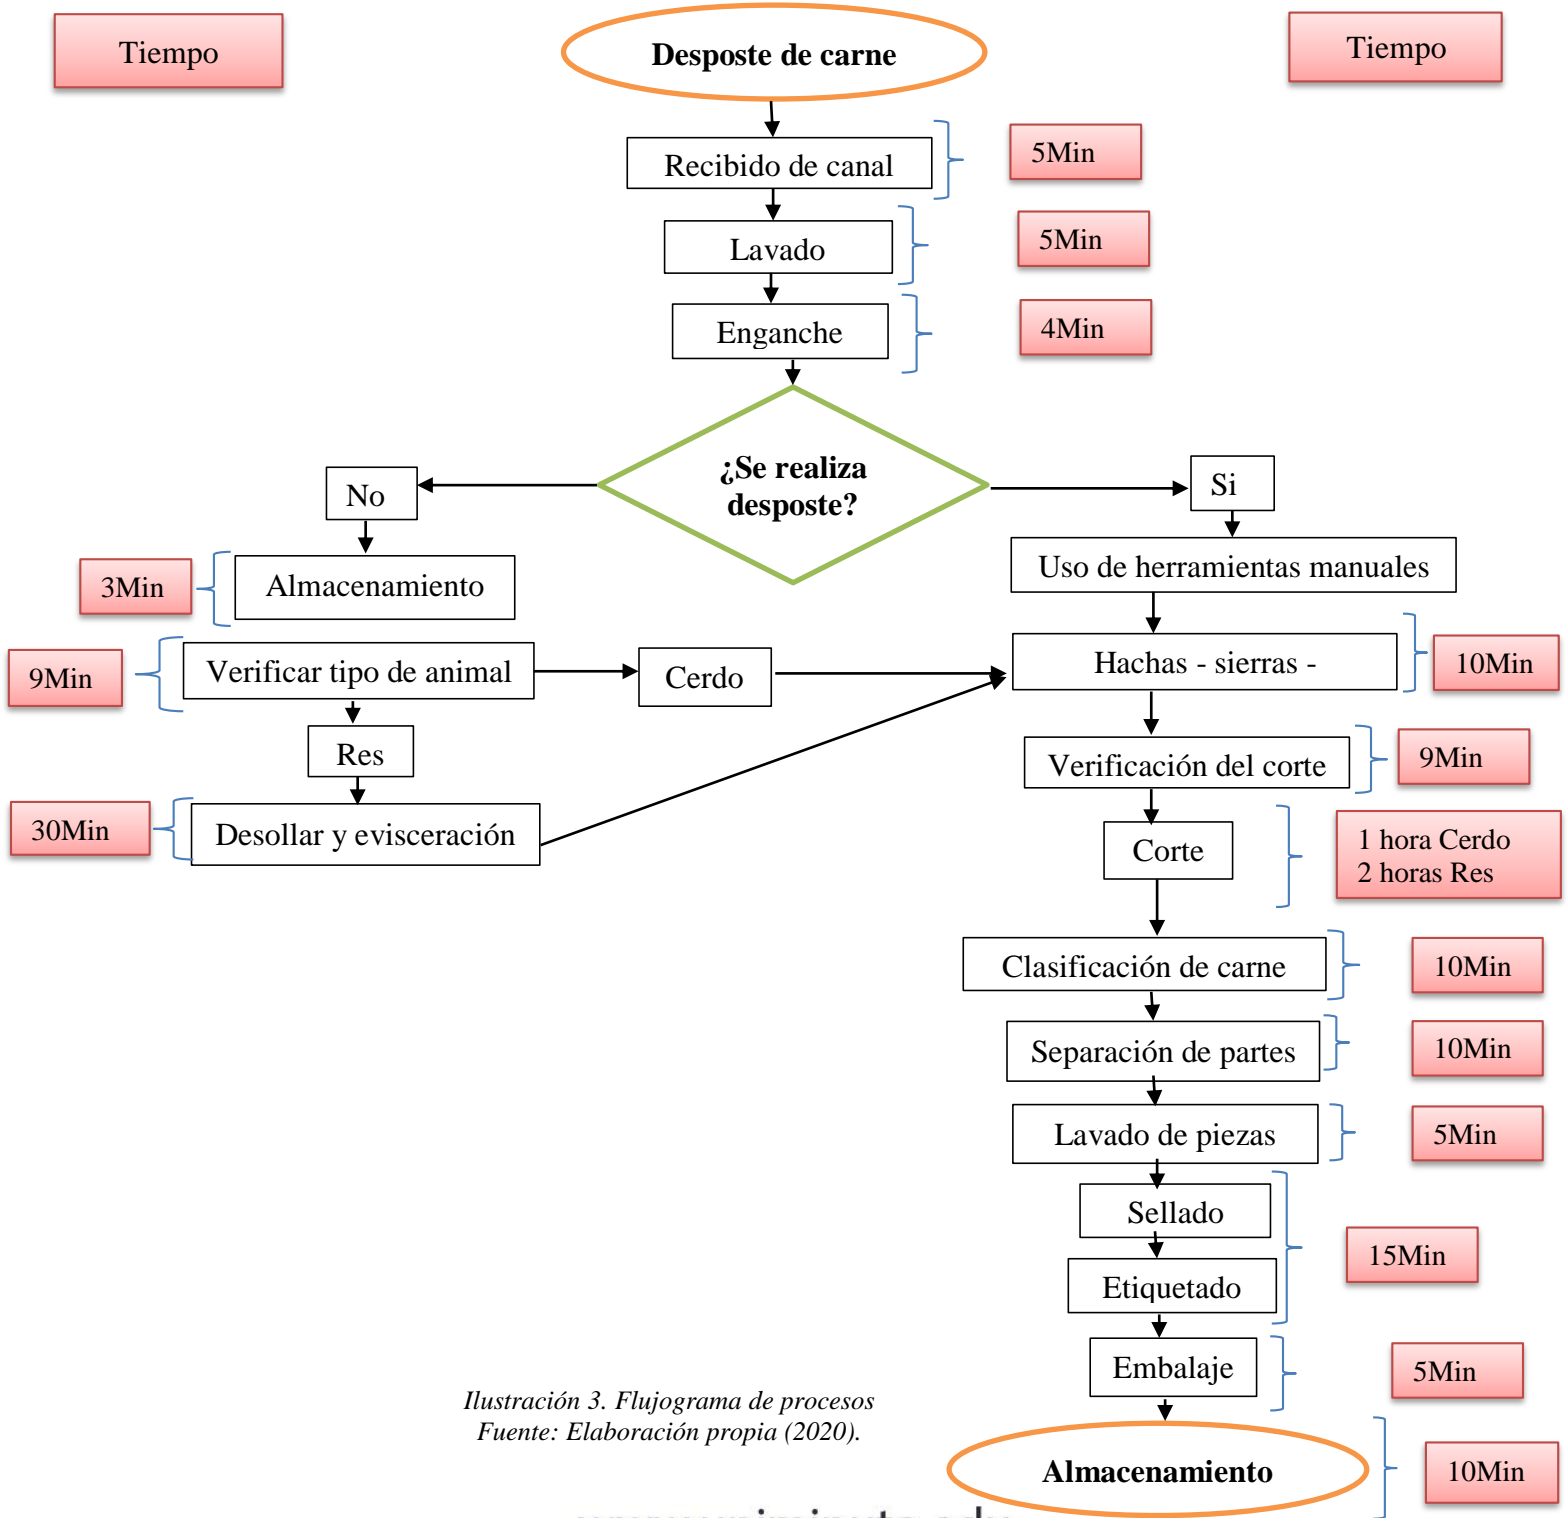 Tiempo
Desposte de carne
Tiempo
Recibido de canal
5Min
Lavado
5Min
Enganche
4Min
¿Se realiza
desposte?
No
Si
3Min
Almacenamiento
Uso de herramientas manuales
9Min
Verificar tipo de animal
Cerdo
Hachas - sierras -
10Min
Res
Verificación del corte
9Min
30Min
Desollar y evisceración
Corte
1 hora Cerdo
2 horas Res
Clasificación de carne
10Min
Separación de partes
10Min
Lavado de piezas
5Min
Sellado
15Min
Etiquetado
Embalaje
5Min
Ilustración 3. Flujograma de procesos
Fuente: Elaboración propia (2020).
Almacenamiento
10Min